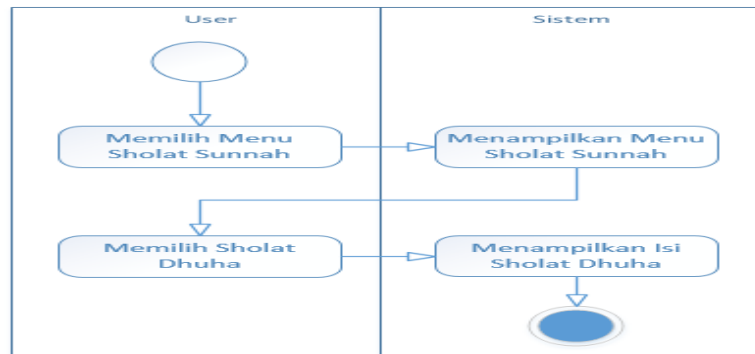 User
Sistem
Memilih Menu
Sholat Sunnah
Menampilkan Menu
Sholat Sunnah
Memilih Sholat
Dhuha
Menampilkan Isi
Sholat Dhuha